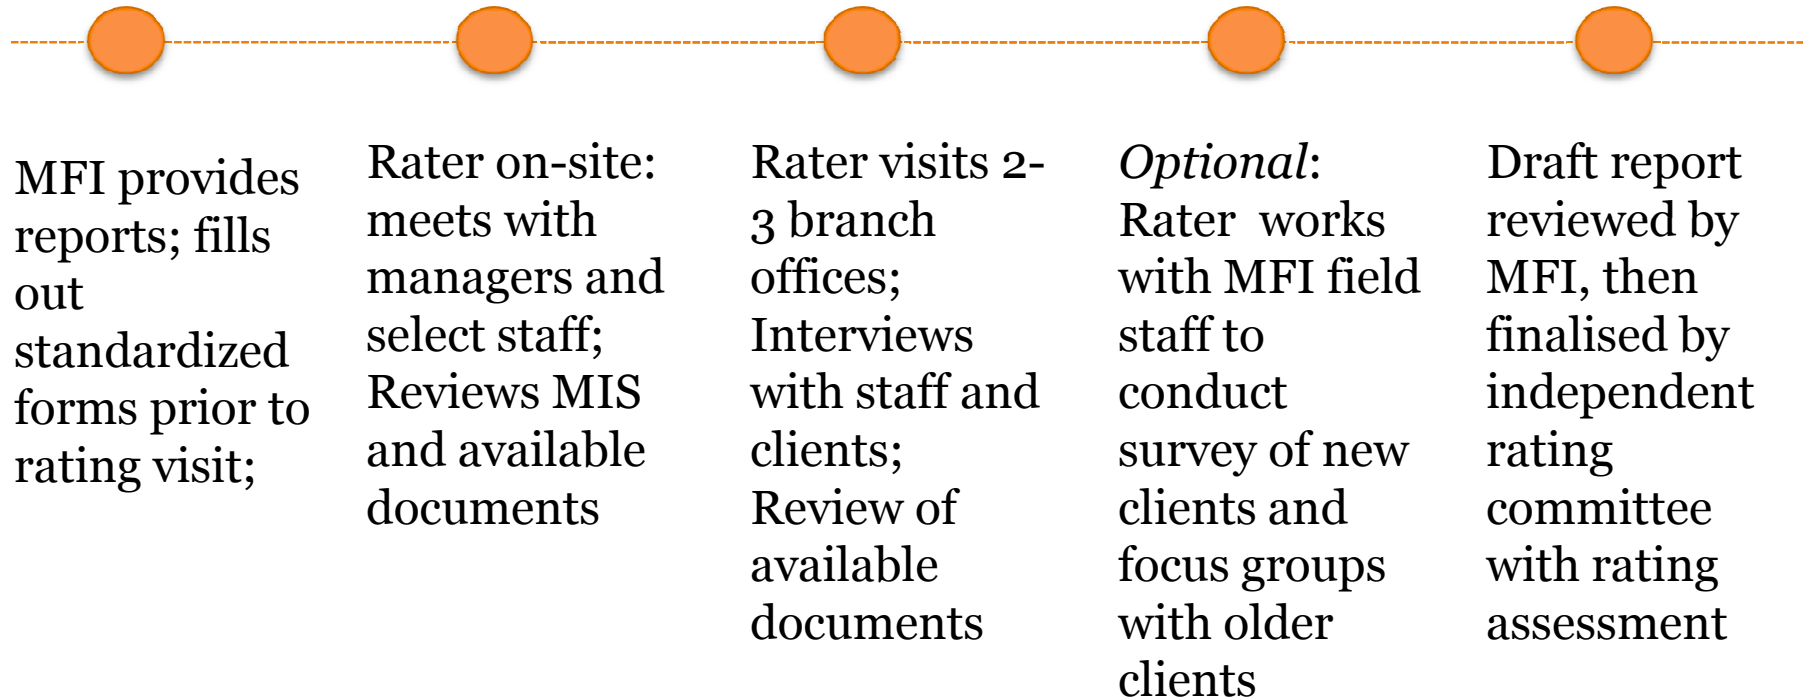 MFI provides
reports; fills
out
standardized
forms prior to
rating visit;
Rater on-site:
meets with
managers and
select staff;
Reviews MIS
and available
documents
Rater visits 2-
3 branch
offices;
Interviews
with staff and
clients;
Review of
available
documents
Optional:
Rater works
with MFI field
staff to
conduct
survey of new
clients and
focus groups
with older
clients
Draft report
reviewed by
MFI, then
finalised by
independent
rating
committee
with rating
assessment